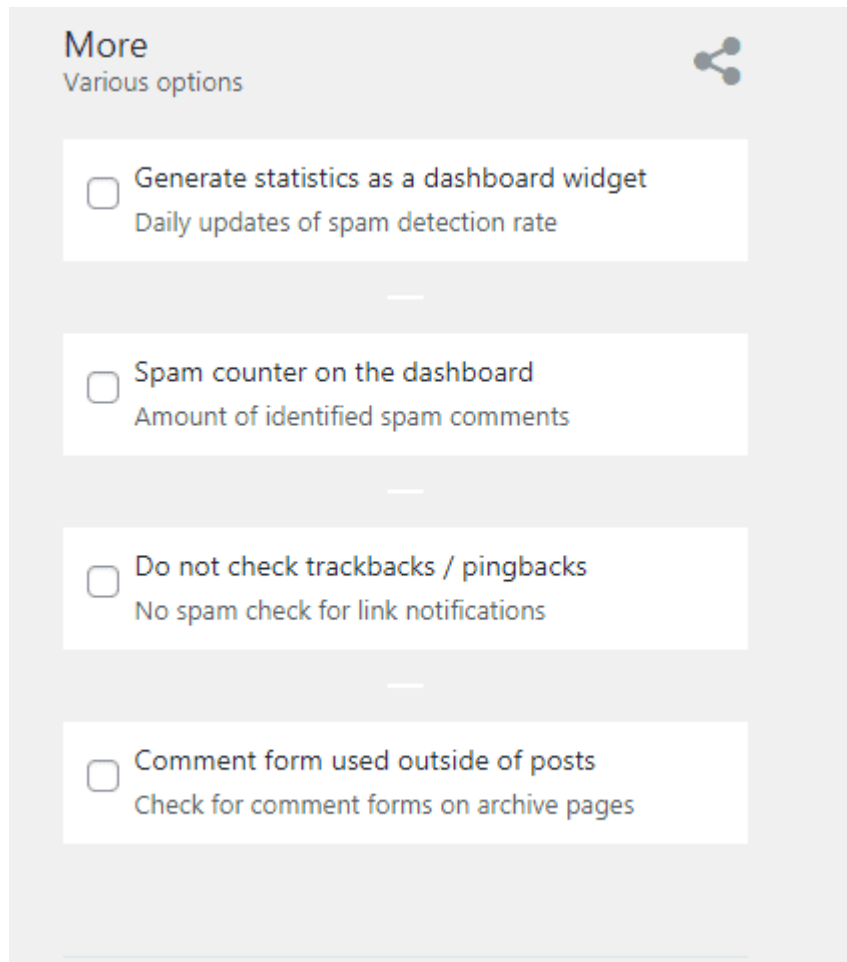 More
Various options
Generate statistics as a dashboard widget
Daily updates of spam detection rate
Spam counter on the dashboard
Amount of identified spam comments
Do not check trackbacks / pingbacks
No spam check for link notifications
Comment form used outside of posts
Check for comment forms on archive pages